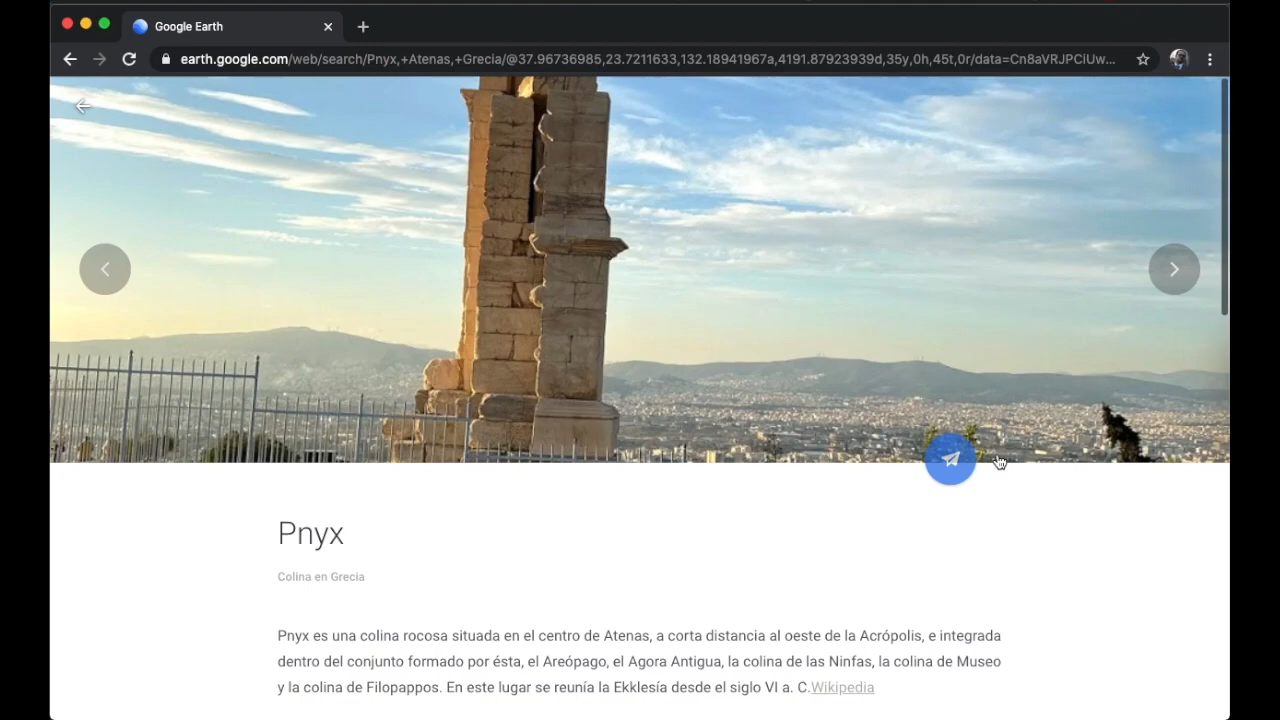 Google Earth
earth.google.com/web/search/Pnyx,+Atenas,+Grecia/@37.96736985,23.7211633,132.18941967a,4191.87923939d,35y,0h,45t,0r/data=Cn8aVRJPCiUw...
Pnyx
Colina en Grecia
Pnyx es una colina rocosa situada en el centro de Atenas, a corta distancia al oeste de la Acrópolis, e integrada
dentro del conjunto formado por ésta, el Areópago, el Agora Antigua, la colina de las Ninfas, la colina de Museo
y la colina de Filopappos. En este lugar se reunía la Ekklesía desde el siglo VI a. C.Wikipedia